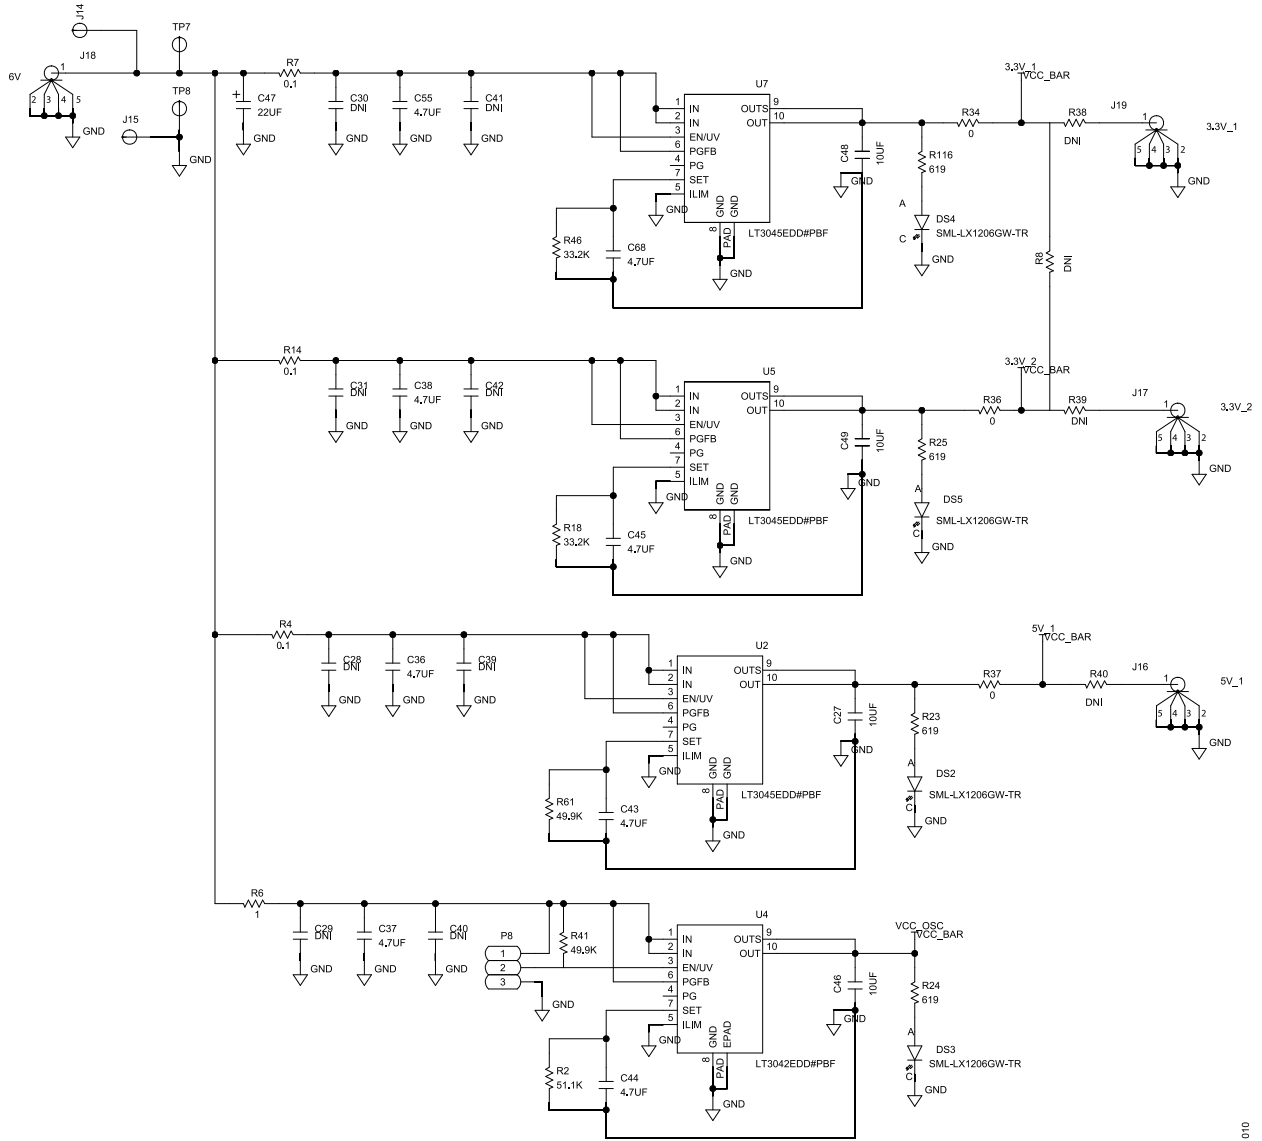 J14
TP7
J18
6V
1
2
3
4
5
GND
J15
TP8
GND
+
C47
22UF
GND
R7
0.1
C30
DNI
GND
C55
4.7UF
GND
C41
DNI
GND
U7
1 IN
2 IN
3 EN/UV
6 PGFB
4 PG
7 SET
5 ILIM
OUTS 9
OUT 10
GND
GND
8
PAD
GND
GND
LT3045EDD#PBF
R46
33.2K
C68
4.7UF
C48
10UF
GND
R116
619
A
C
DS4
SML-LX1206GW-TR
GND
R34
0
3.3V_1
VCC_BAR
R38
DNI
R8
DNI
J19
1
5
4
3
2
GND
3.3V_1
R14
0.1
C31
DNI
GND
C38
4.7UF
GND
C42
DNI
GND
U5
1 IN
2 IN
3 EN/UV
6 PGFB
4 PG
7 SET
5 ILIM
OUTS 9
OUT 10
GND
GND
8
PAD
GND
GND
LT3045EDD#PBF
R18
33.2K
C45
4.7UF
C49
10UF
GND
R25
619
A
C
DS5
SML-LX1206GW-TR
GND
R36
0
3.3V_2
VCC_BAR
R39
DNI
J17
1
5
4
3
2
GND
3.3V_2
R4
0.1
C28
DNI
GND
C36
4.7UF
GND
C39
DNI
GND
U2
1 IN
2 IN
3 EN/UV
6 PGFB
4 PG
7 SET
5 ILIM
OUTS 9
OUT 10
GND
GND
8
PAD
GND
GND
LT3045EDD#PBF
R61
49.9K
C43
4.7UF
C27
10UF
GND
R23
619
A
C
DS2
SML-LX1206GW-TR
GND
R37
0
5V_1
VCC_BAR
R40
DNI
J16
1
5
4
3
2
GND
5V_1
R6
1
C29
DNI
GND
C37
4.7UF
GND
C40
DNI
GND
P8
1
2
3
GND
R41
49.9K
U4
1 IN
2 IN
3 EN/UV
6 PGFB
4 PG
7 SET
5 ILIM
OUTS 9
OUT 10
GND
EPAD
8
PAD
GND
GND
LT3042EDD#PBF
R2
51.1K
C44
4.7UF
C46
10UF
GND
VCC_OSC
VCC_BAR
R24
619
A
C
DS3
SML-LX1206GW-TR
GND
010